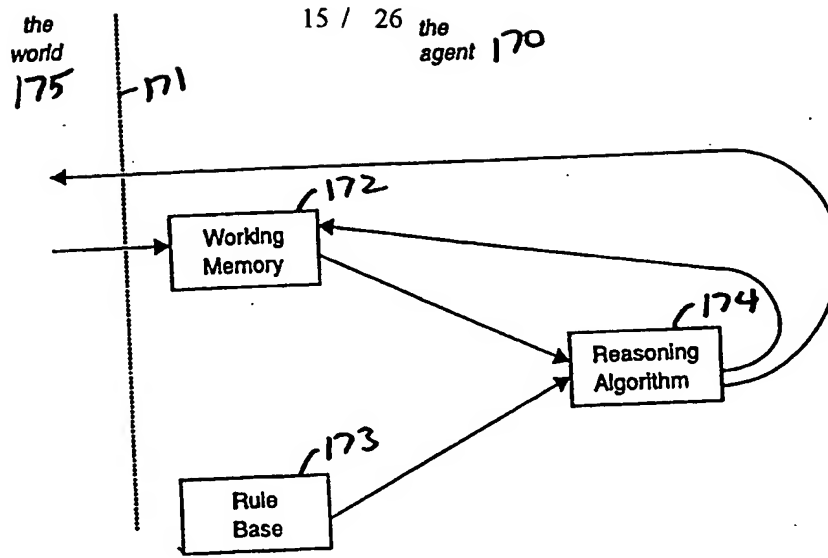 15 / 26
the
world
175
171
the
agent 170
172
Working
Memory
174
Reasoning
Algorithm
173
Rule
Base